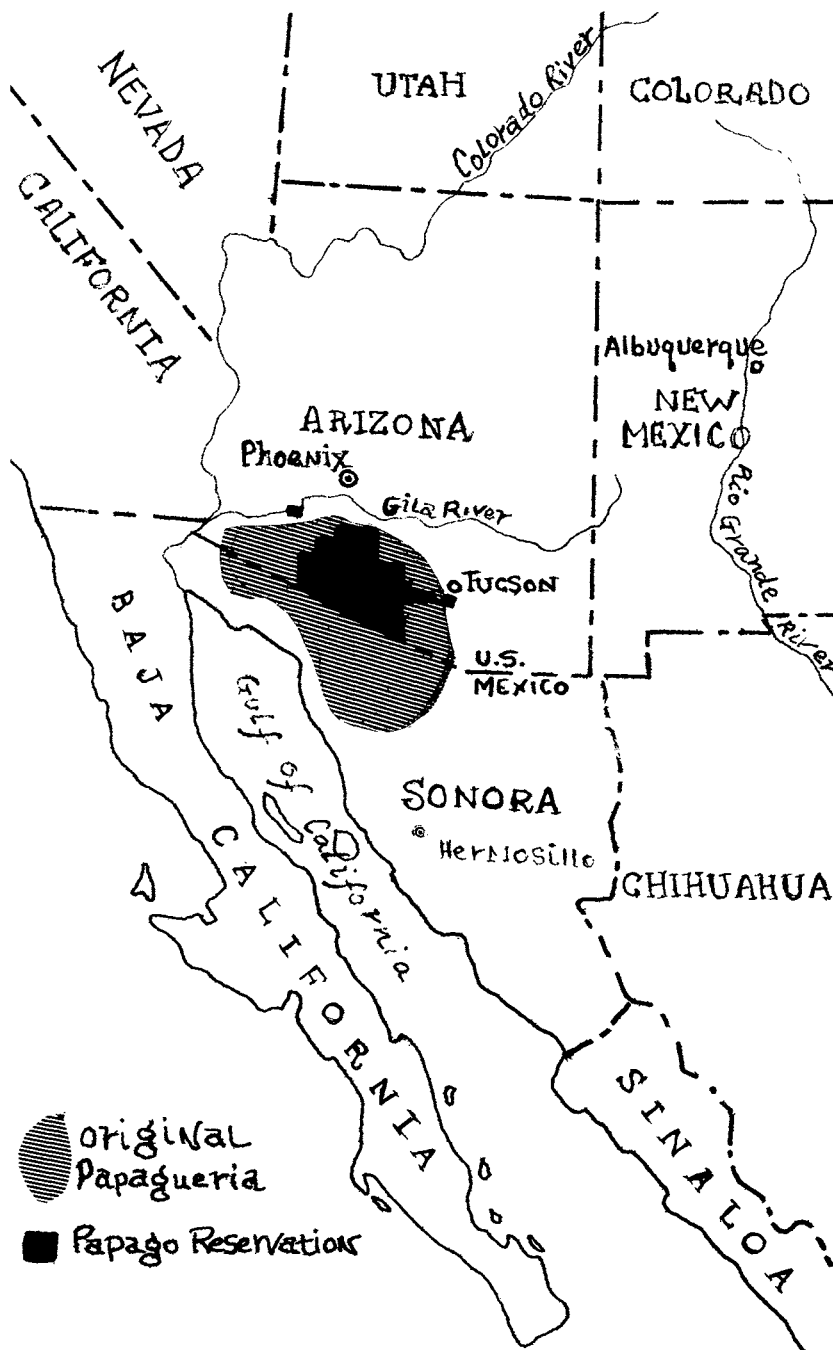 NEVADA
UTAH
Colorado River
COLORADO
CALIFORNIA
Albuquerque
NEW
MEXICO
ARIZONA
Phoenix
Gila River
Rio Grande River
TUCSON
U.S.
MEXICO
BAJA CALIFORNIA
Gulf of California
SONORA
Hermosillo
CHIHUAHUA
SINALOA
original
Papagueria
Papago Reservation